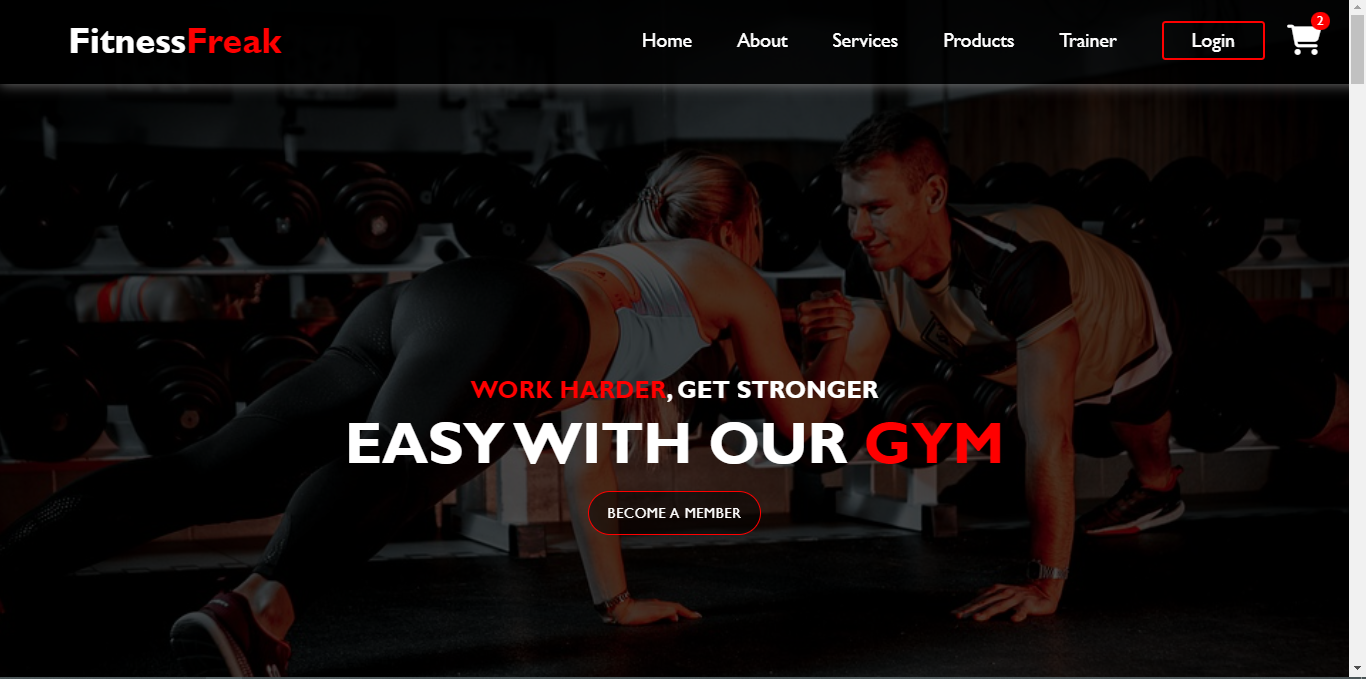 FitnessFreak Home About Services Products Trainer Login 2
WORK HARDER, GET STRONGER
EASY WITH OUR GYM
BECOME A MEMBER